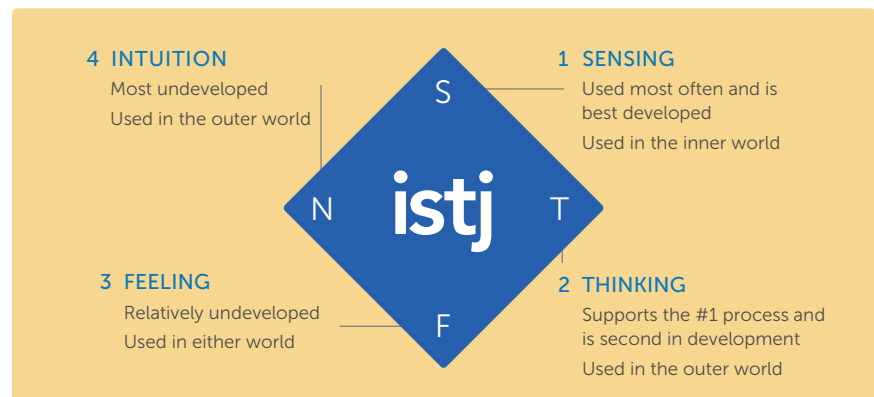 4 INTUITION
Most undeveloped
Used in the outer world
1 SENSING
Used most often and is
best developed
Used in the inner world
S
N
istj
T
F
3 FEELING
Relatively undeveloped
Used in either world
2 THINKING
Supports the #1 process and
is second in development
Used in the outer world